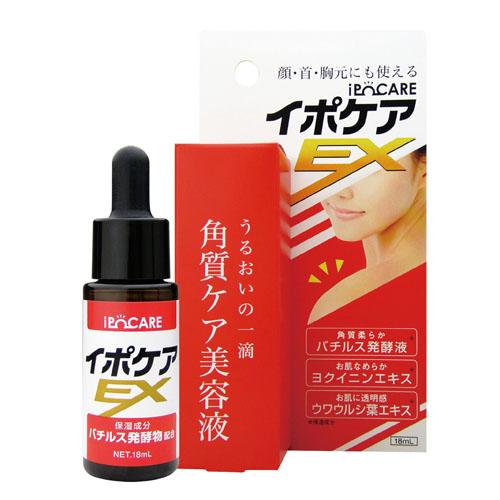 顔・首・胸元にも使える
iPOCARE
イポケア
EX
角質柔らか
バチルス発酵液
お肌なめらか
ヨクイニンエキス
お肌に透明感
ウワウルシ葉エキス
※保湿成分
18mL
うるおいの一滴
角質ケア美容液
iPOCARE
イポケア
EX
保湿成分
バチルス発酵物配合
NET.18mL